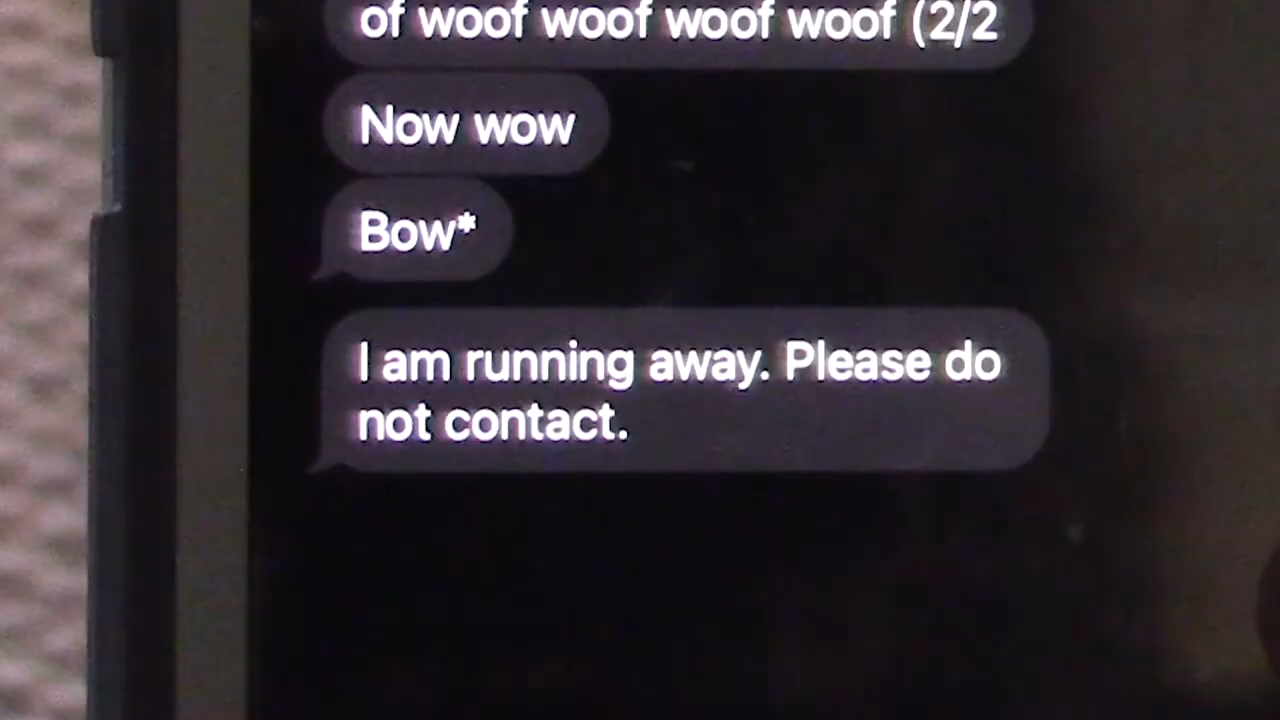 of woof woof woof woof (2/2
Now wow
Bow*
I am running away. Please do
not contact.